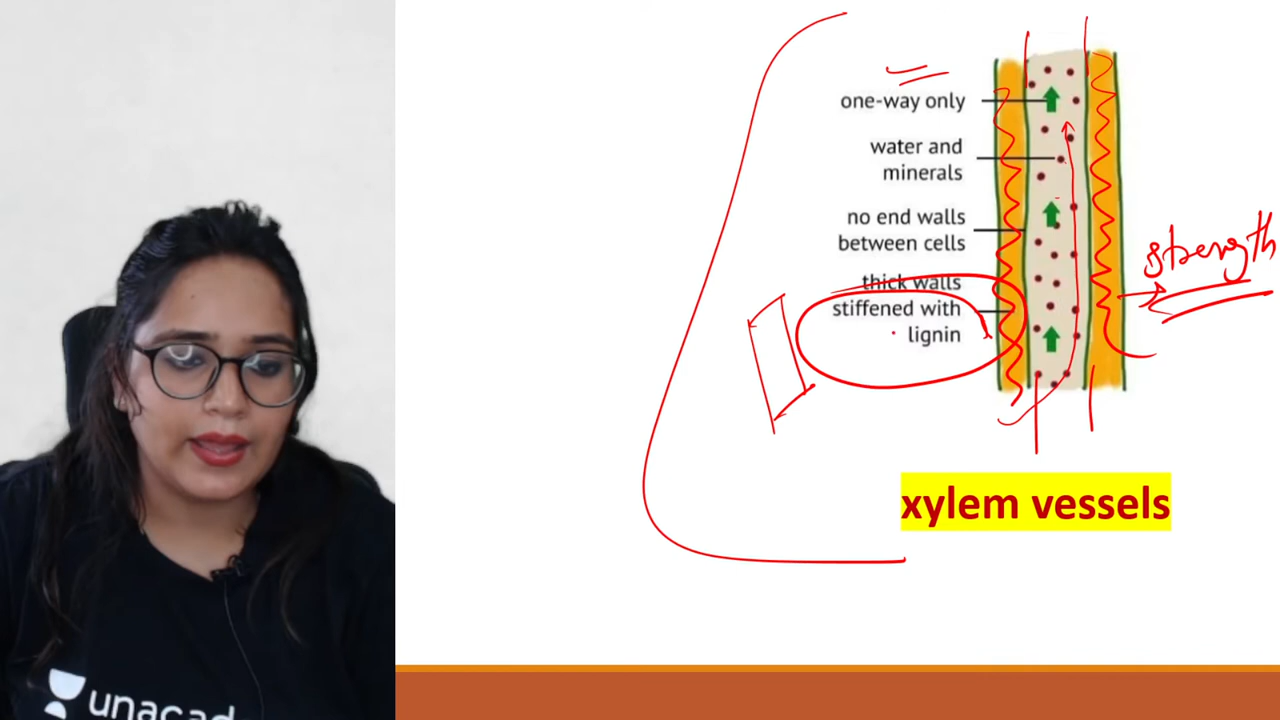 one-way only
water and
minerals
no end walls
between cells
thick walls
stiffened with
lignin
strength
xylem vessels